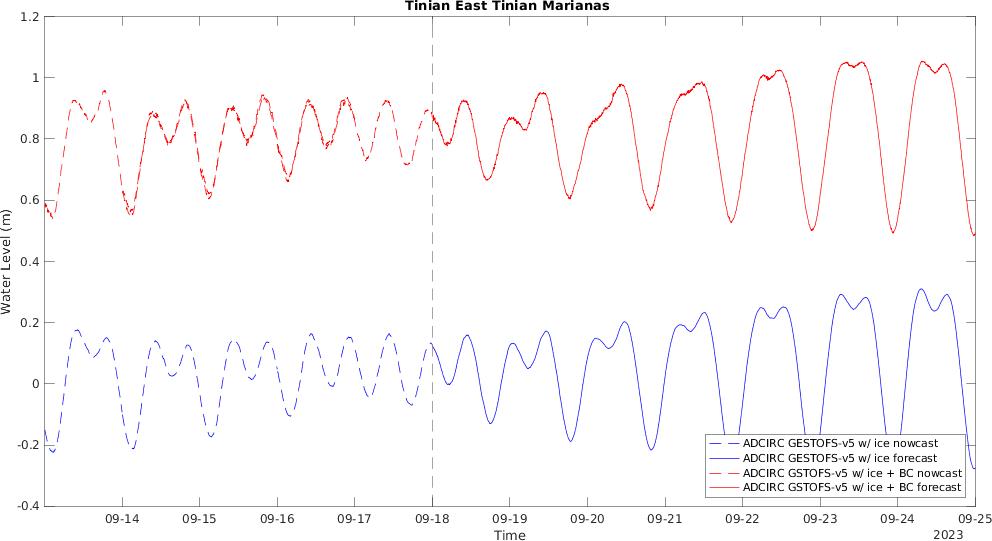 Tinian East Tinian Marianas
1.2
1
0.8
0.6
0.4
0.2
0
-0.2
-0.4
Water Level (m)
ADCIRC GESTOFS-v5 w/ ice nowcast
ADCIRC GESTOFS-v5 w/ ice forecast
ADCIRC GSTOFS-v5 w/ ice + BC nowcast
ADCIRC GSTOFS-v5 w/ ice + BC forecast
09-14 09-15 09-16 09-17 09-18 09-19 09-20 09-21 09-22 09-23 09-24 09-25
Time
2023